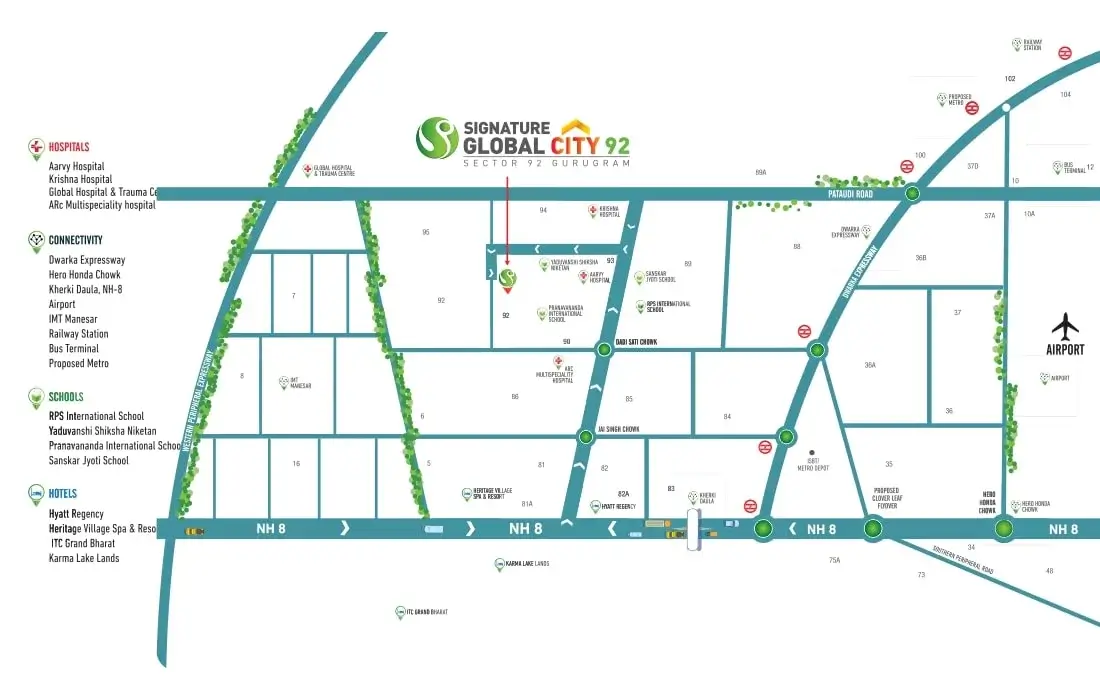 SIGNATURE
GLOBAL CITY 92
SECTOR 92 GURUGRAM
HOSPITALS
Aarvy Hospital
Krishna Hospital
Global Hospital & Trauma Ce
ARc Multispeciality hospital
CONNECTIVITY
Dwarka Expressway
Hero Honda Chowk
Kherki Daula, NH-8
Airport
IMT Manesar
Railway Station
Bus Terminal
Proposed Metro
SCHOOLS
RPS International School
Yaduvanshi Shiksha Niketan
Pranavananda International Schoo
Sanskar Jyoti School
HOTELS
Hyatt Regency
Heritage Village Spa & Reso
ITC Grand Bharat
Karma Lake Lands
RAILWAY
STATION
102
104
PROPOSED
METRO
100
37D
BUS
TERMINAL
12
10
GLOBAL HOSPITAL
& TRAUMA CENTRE
99A
PATAUDI ROAD
94
KRISHNA
HOSPITAL
95
37A
10A
DWARKA
EXPRESSWAY
88
36B
93
YADUVANSHI SHIKSHA
NIKETAN
AARVY
HOSPITAL
SANSKAR
JYOTI SCHOOL
89
DWARKA EXPRESSWAY
7
92
92
PRANAVANANDA
INTERNATIONAL
SCHOOL
RPS INTERNATIONAL
SCHOOL
37
90
DADI SATI CHOWK
AIRPORT
AIRPORT
8
IMT
MANESAR
ARC
MULTISPECIALITY
HOSPITAL
36A
WESTERN PERIPHERAL EXPRESSWAY
86
85
84
36
6
JAI SINGH CHOWK
16
5
81
82
ISBT/
METRO DEPOT
35
HERITAGE VILLAGE
SPA & RESORT
81A
82A
83
HYATT REGENCY
KHERKI
DAULA
PROPOSED
CLOVER LEAF
FLYOVER
HERO
HONDA
CHOWK
HERO HONDA
CHOWK
NH 8
NH 8
NH 8
NH 8
KARMA LAKE LANDS
75A
73
SOUTHERN PERIPHERAL ROAD
34
48
ITC GRAND BHARAT